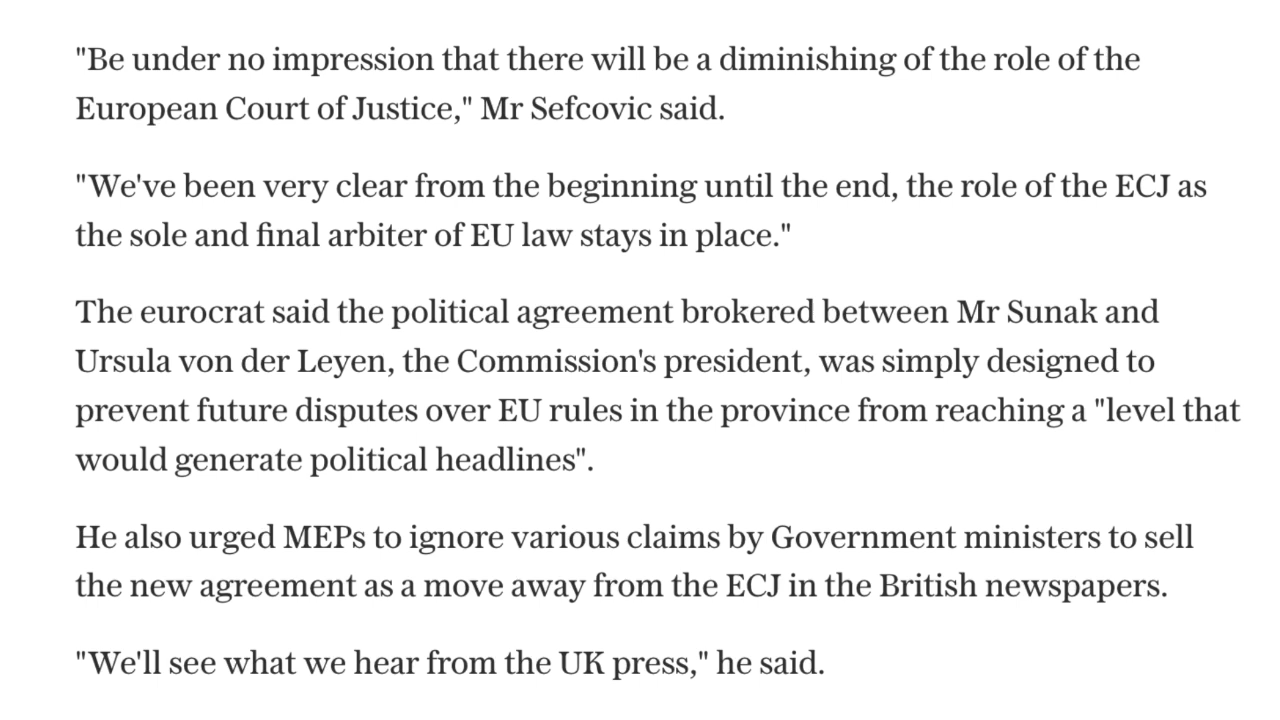 "Be under no impression that there will be a diminishing of the role of the
European Court of Justice," Mr Sefcovic said.
"We've been very clear from the beginning until the end, the role of the ECJ as
the sole and final arbiter of EU law stays in place."
The eurocrat said the political agreement brokered between Mr Sunak and
Ursula von der Leyen, the Commission's president, was simply designed to
prevent future disputes over EU rules in the province from reaching a "level that
would generate political headlines".
He also urged MEPs to ignore various claims by Government ministers to sell
the new agreement as a move away from the ECJ in the British newspapers.
"We'll see what we hear from the UK press," he said.